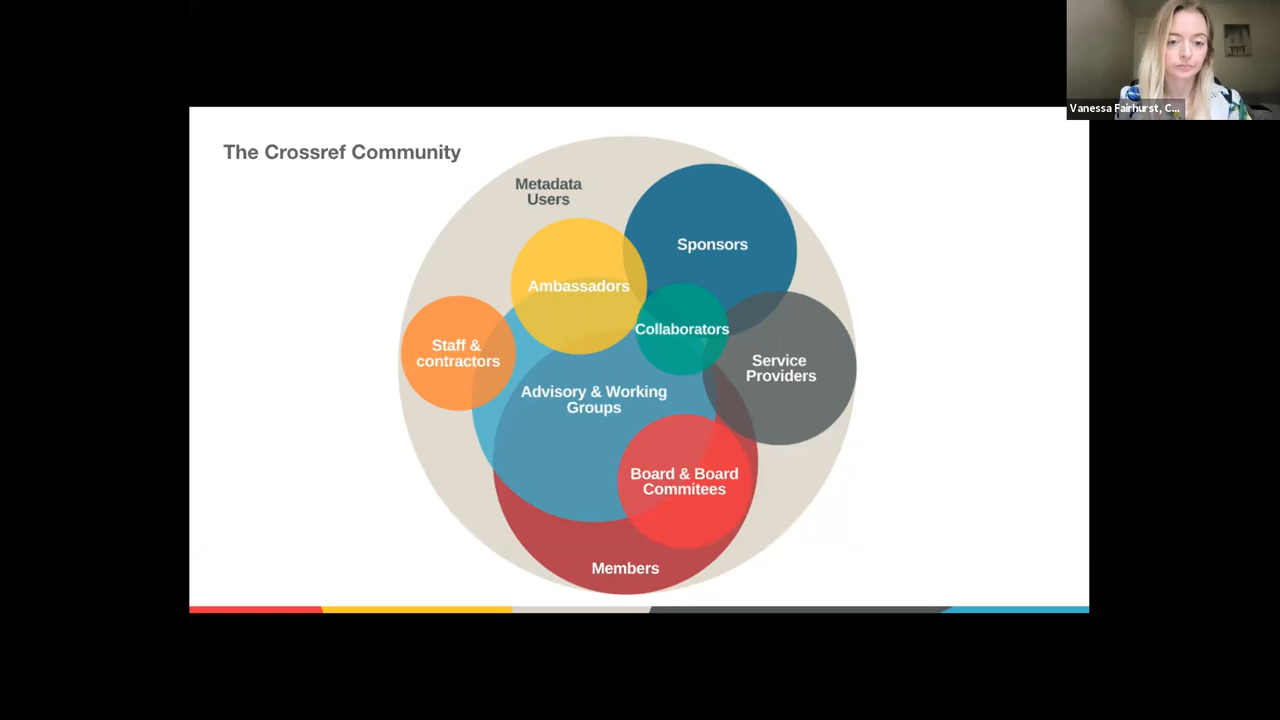 Vanessa Fairhurst, C...
The Crossref Community
Metadata
Users
Sponsors
Ambassadors
Collaborators
Staff &
contractors
Service
Providers
Advisory & Working
Groups
Board & Board
Commitees
Members